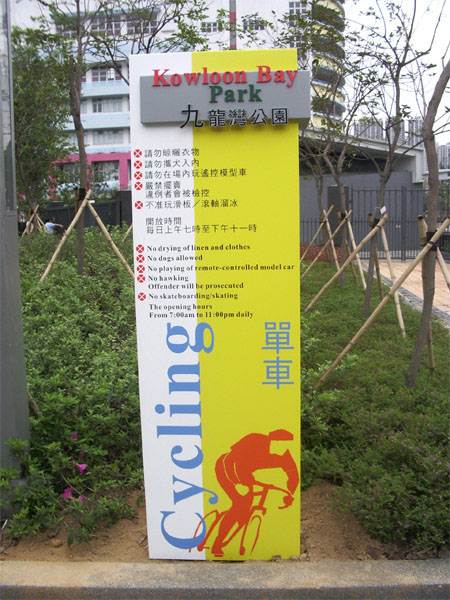 Kowloon Bay
Park
九龍灣公園
請勿晾曬衣物
請勿攜犬入內
請勿在場內玩遙控模型車
嚴禁擺賣
違例者會被檢控
不准玩滑板／滾軸溜冰
開放時間
每日上午七時至下午十一時
No drying of linen and clothes
No dogs allowed
No playing of remote-controlled model car
No hawking
Offender will be prosecuted
No skateboarding/skating
The opening hours
From 7:00am to 11:00pm daily
Cycling
單車